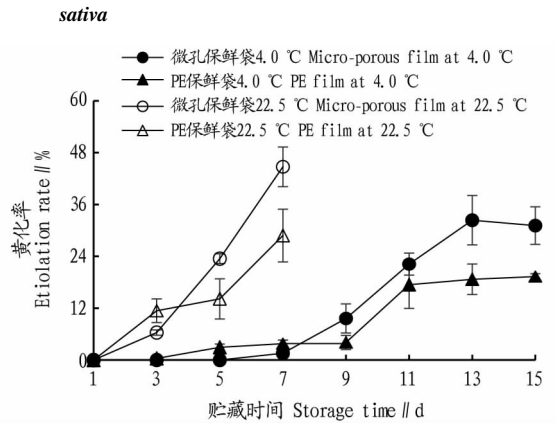 sativa
微孔保鲜袋4.0 ℃ Micro-porous film at 4.0 ℃
PE保鲜袋4.0 ℃ PE film at 4.0 ℃
微孔保鲜袋22.5 ℃ Micro-porous film at 22.5 ℃
PE保鲜袋22.5 ℃ PE film at 22.5 ℃
黄化率
Etiolation rate∥%
60
48
36
24
12
0
1 3 5 7 9 11 13 15
贮藏时间 Storage time∥d